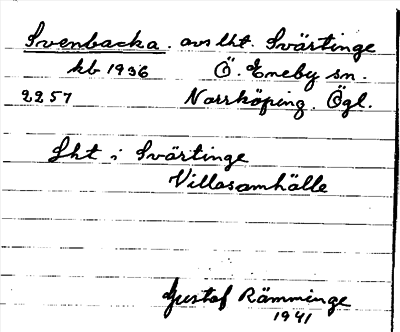 Svenbacka. avs. lht. Svärtinge
kb 1936 Ö. Eneby sn.
2257 Norrköping. Ögl.
Lht i Svärtinge
Villasamhälle
Gustaf Rämminge
1941